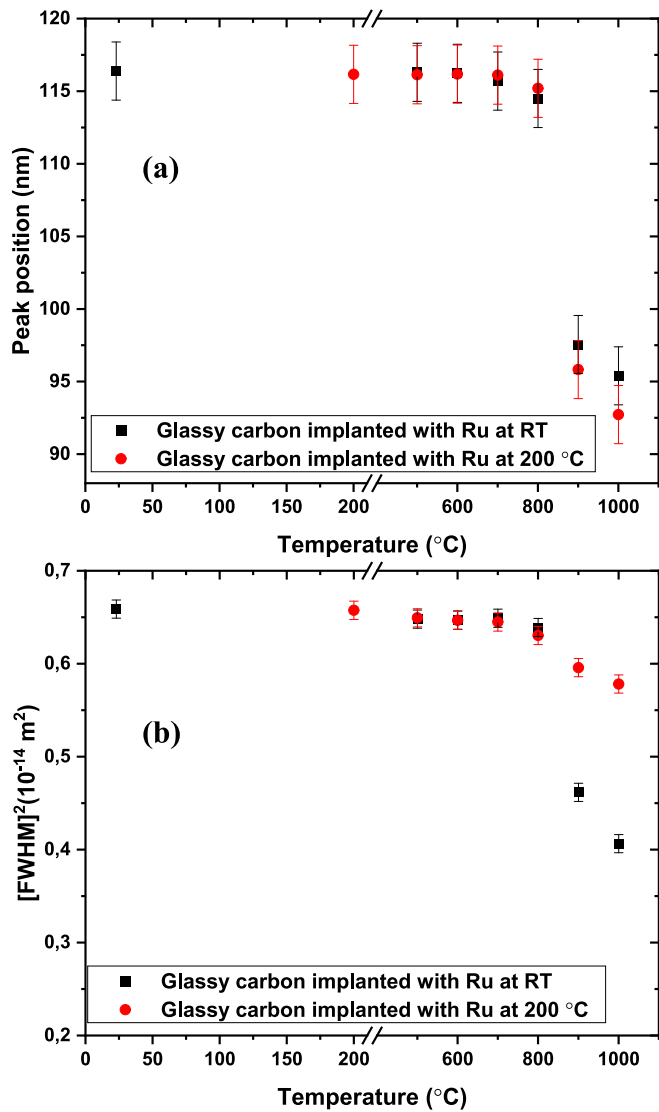 120
115
110
105
100
95
90
Peak position (nm)
(a)
Glassy carbon implanted with Ru at RT
Glassy carbon implanted with Ru at 200 °C
0 50 100 150 200 600 800 1000
Temperature (°C)
0,7
0,6
0,5
0,4
0,3
0,2
[FWHM]²(10⁻¹⁴ m²)
(b)
Glassy carbon implanted with Ru at RT
Glassy carbon implanted with Ru at 200 °C
0 50 100 150 200 600 800 1000
Temperature (°C)